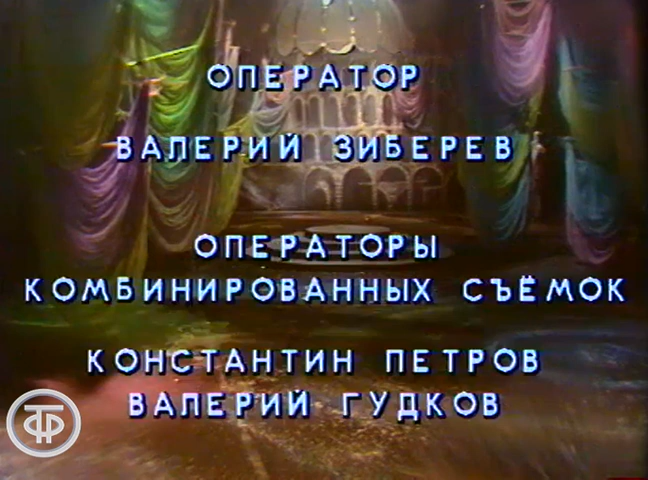 ОПЕРАТОР
ВАЛЕРИЙ ЗИБЕРЕВ
ОПЕРАТОРЫ
КОМБИНИРОВАННЫХ СЪЁМОК
КОНСТАНТИН ПЕТРОВ
ВАЛЕРИЙ ГУДКОВ